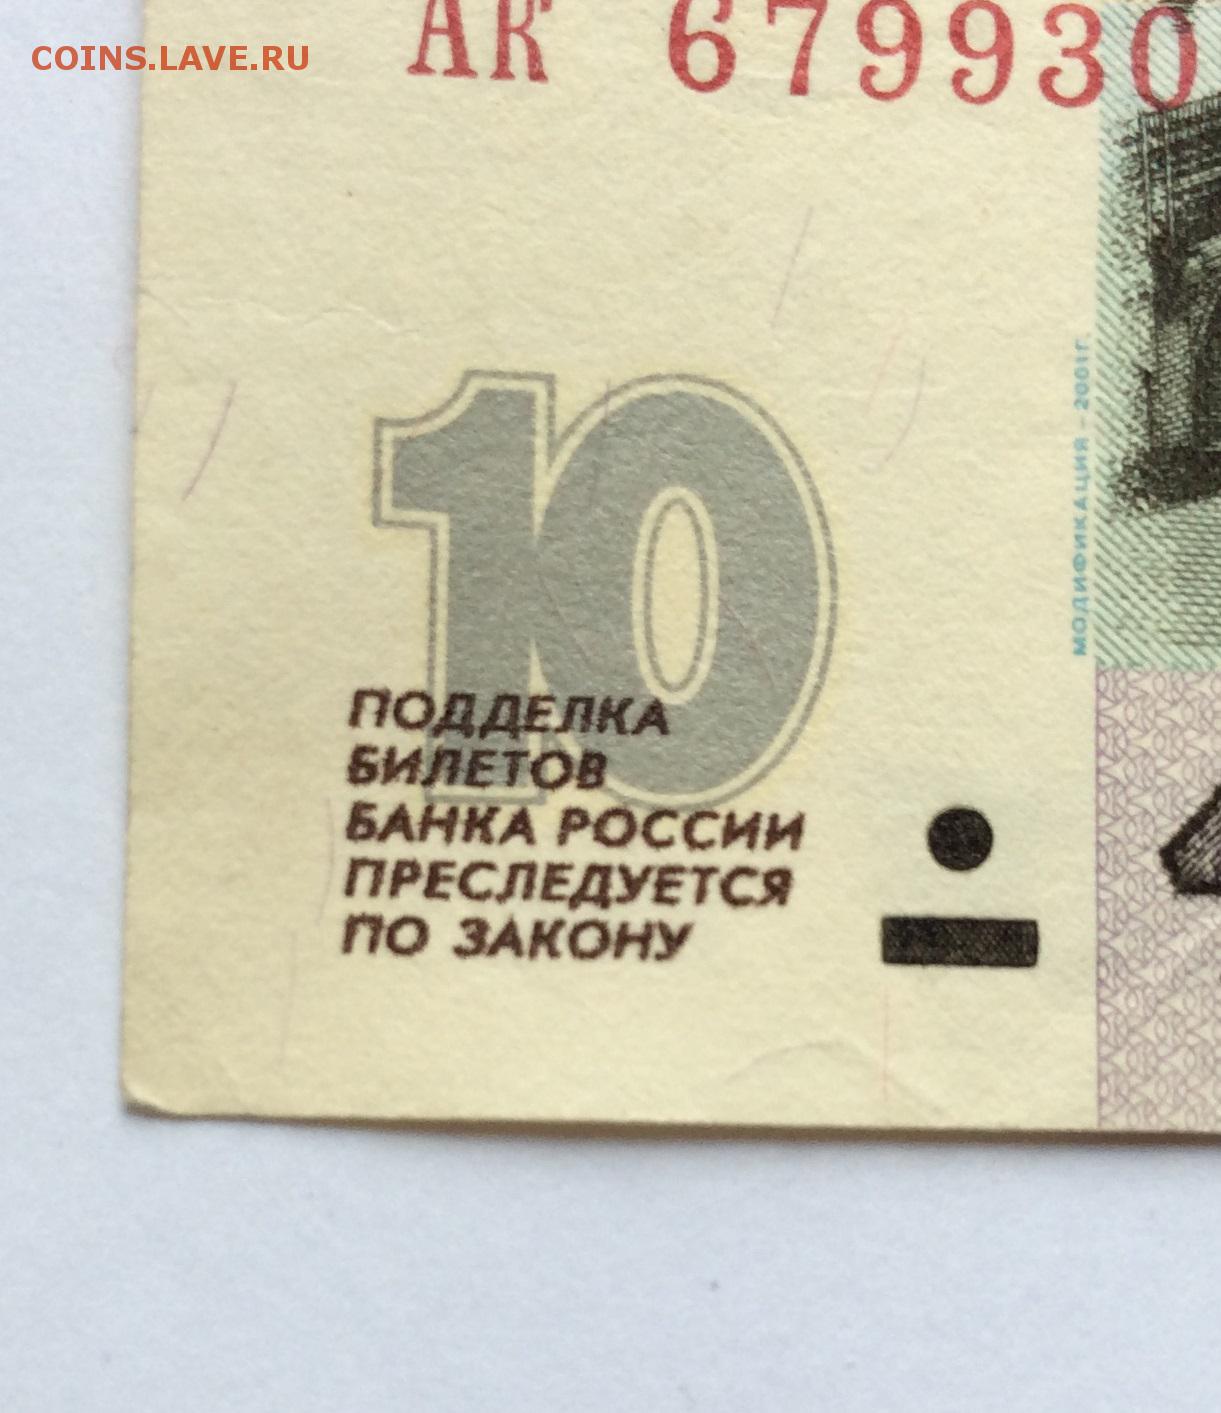 COINS.LAVE.RU
АК 679930
МОДИФИКАЦИЯ - 2001Г.
10
ПОДДЕЛКА
БИЛЕТОВ
БАНКА РОССИИ
ПРЕСЛЕДУЕТСЯ
ПО ЗАКОНУ